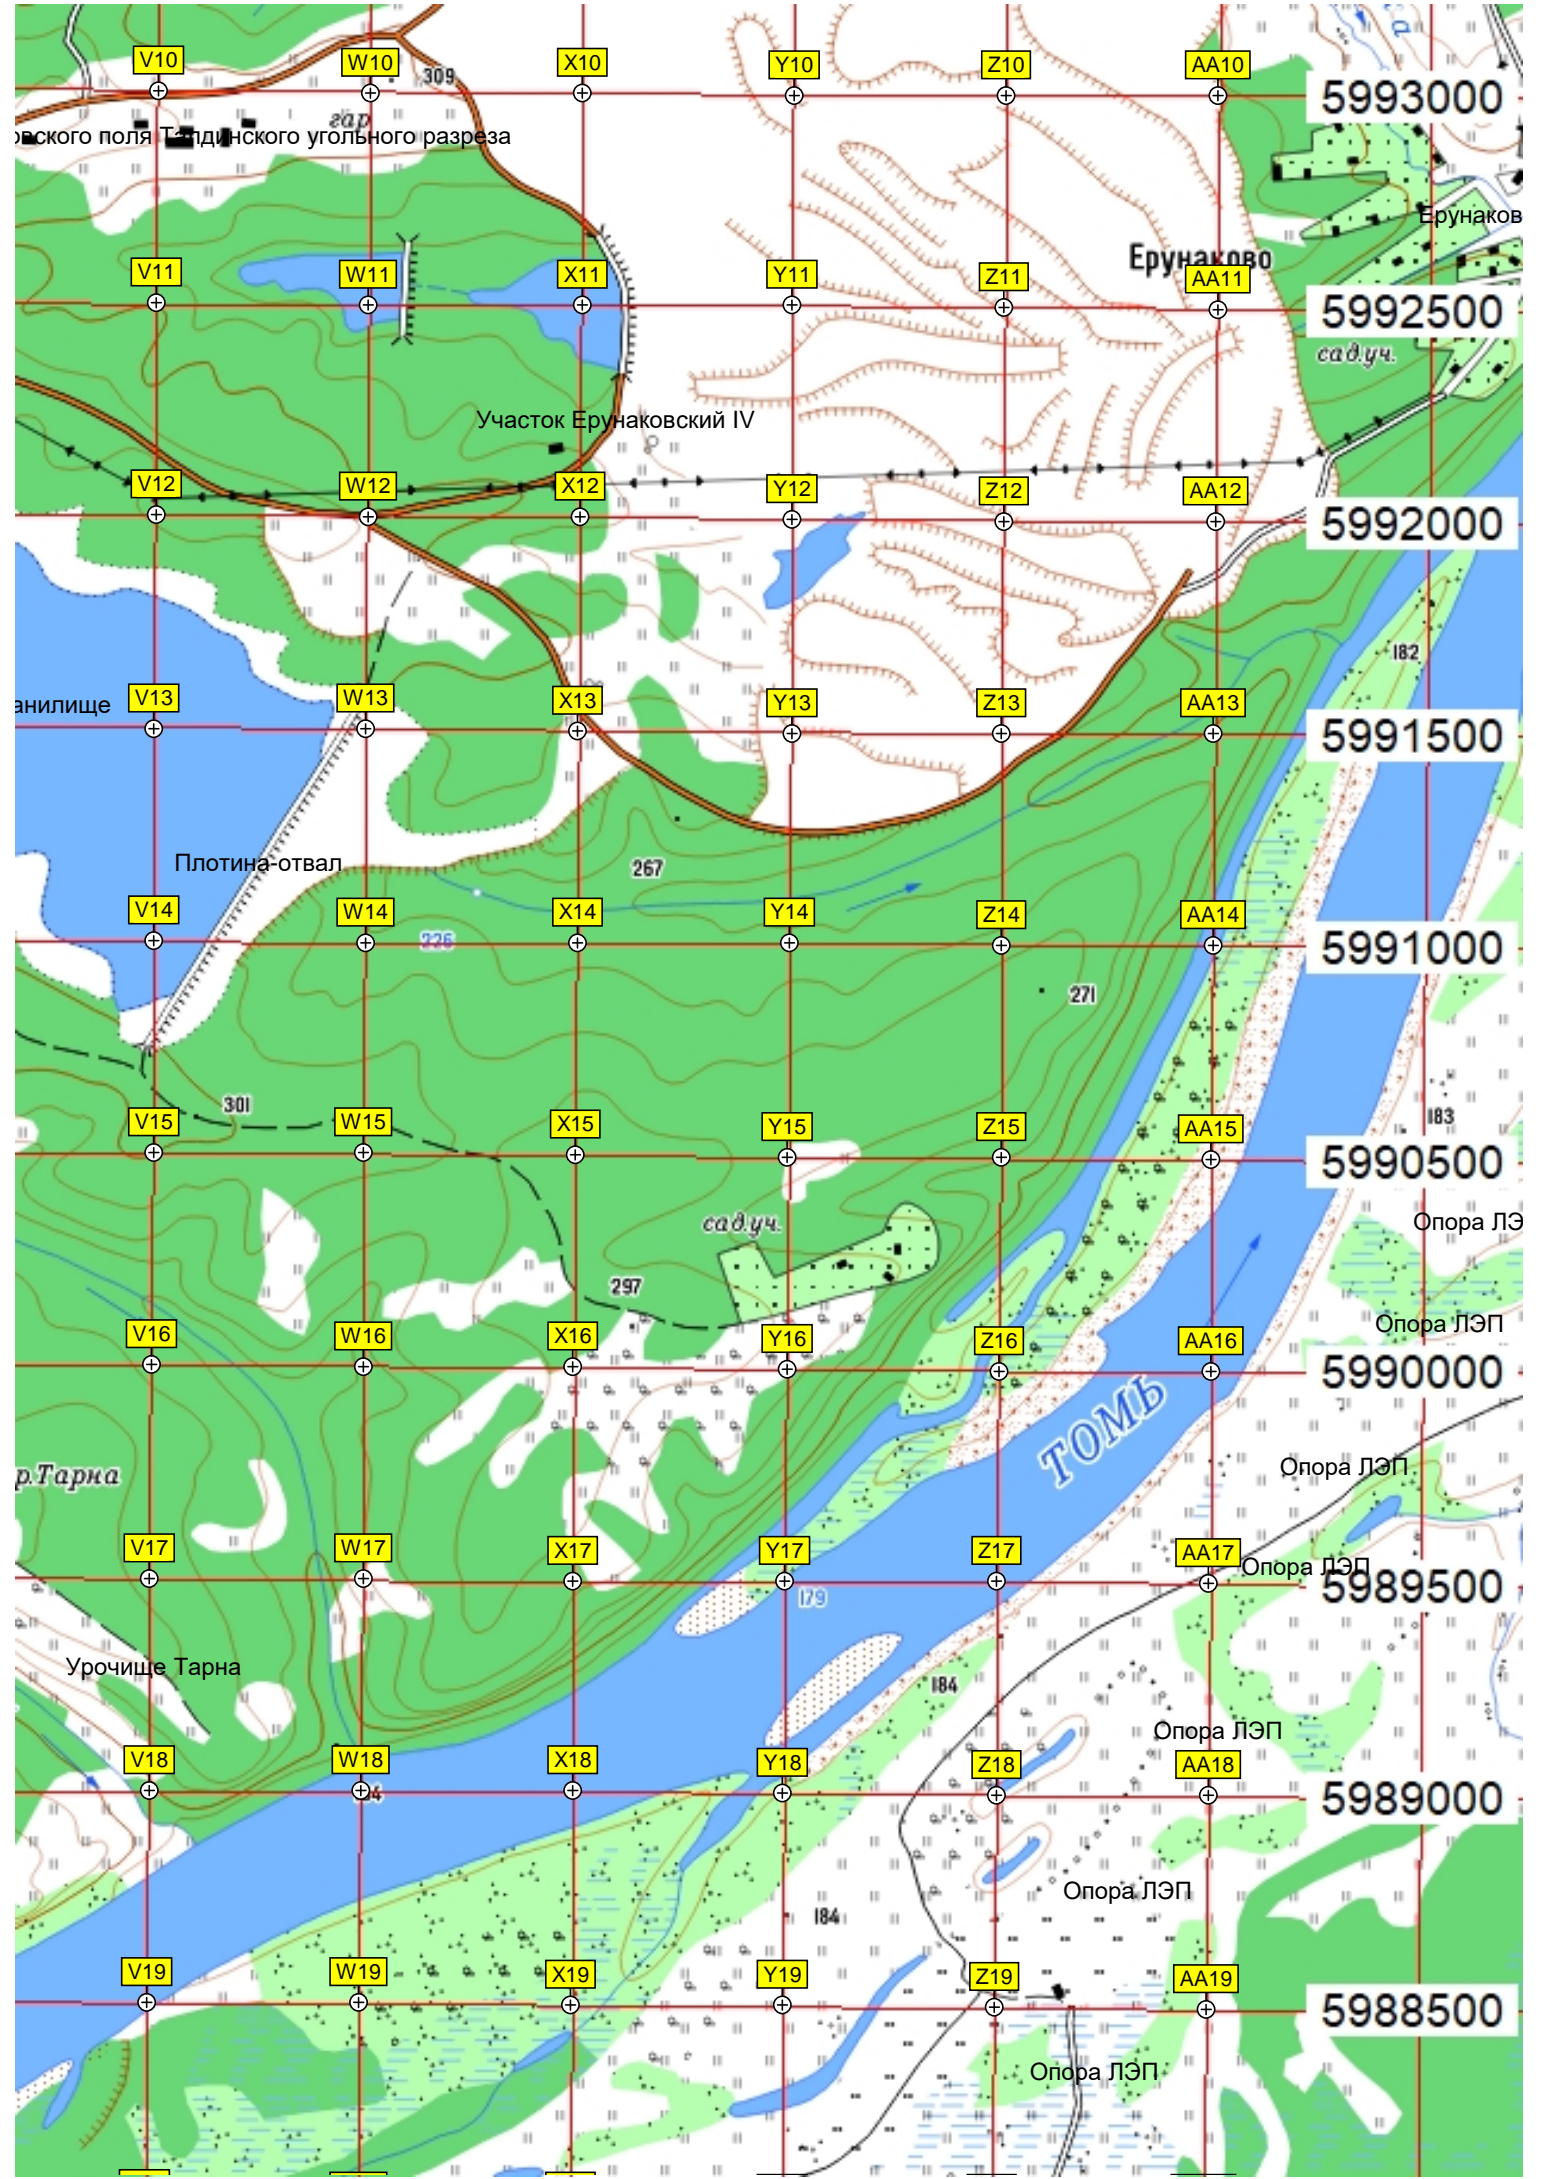 V10 W10 X10 Y10 Z10 AA10
309
5993000
гар
овского поля Талдинского угольного разреза
Ерунаков
Ерунаково
V11 W11 X11 Y11 Z11 AA11
5992500
сад.уч.
Участок Ерунаковский IV
V12 W12 X12 Y12 Z12 AA12
5992000
182
анилище
V13 W13 X13 Y13 Z13 AA13
5991500
Плотина-отвал
267
V14 W14 X14 Y14 Z14 AA14
226
5991000
271
301
183
V15 W15 X15 Y15 Z15 AA15
5990500
сад.уч.
Опора ЛЭ
297
Опора ЛЭП
V16 W16 X16 Y16 Z16 AA16
5990000
ТОМЬ
р.Тарна
Опора ЛЭП
V17 W17 X17 Y17 Z17 AA17
Опора ЛЭП
5989500
179
Урочище Тарна
184
Опора ЛЭП
V18 W18 X18 Y18 Z18 AA18
5989000
Опора ЛЭП
184
V19 W19 X19 Y19 Z19 AA19
5988500
Опора ЛЭП